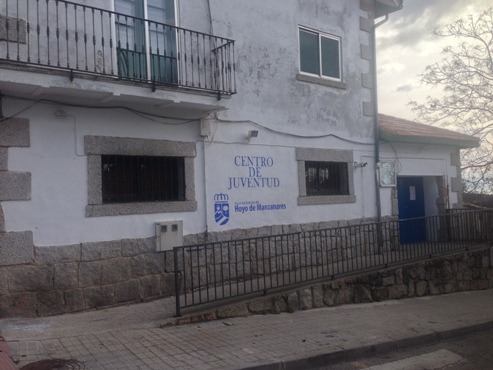 CENTRO
DE
JUVENTUD
Hoyo de Manzanares